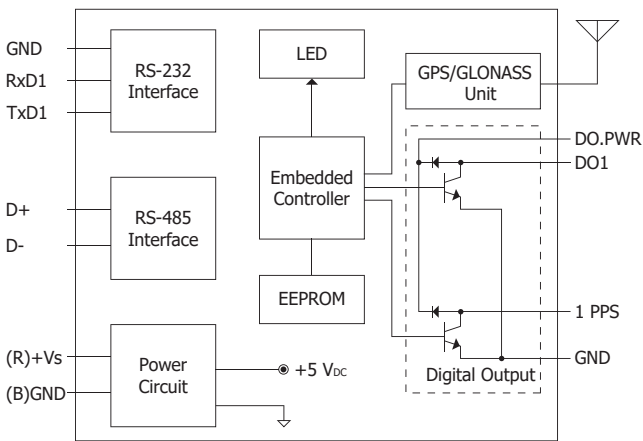 GND
RxD1
TxD1
RS-232
Interface
LED
GPS/GLONASS
Unit
DO.PWR
DO1
D+
D-
RS-485
Interface
Embedded
Controller
EEPROM
1 PPS
GND
Digital Output
(R)+Vs
(B)GND
Power
Circuit
+5 VDC